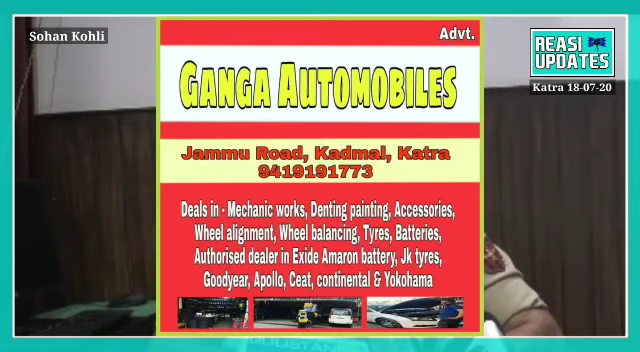 Sohan Kohli
Advt.
REASI
UPDATES
Katra 18-07-20
GANGA AUTOMOBILES
Jammu Road, Kadmal, Katra
9419191773
Deals in - Mechanic works, Denting painting, Accessories,
Wheel alignment, Wheel balancing, Tyres, Batteries,
Authorised dealer in Exide Amaron battery, Jk tyres,
Goodyear, Apollo, Ceat, continental & Yokohama